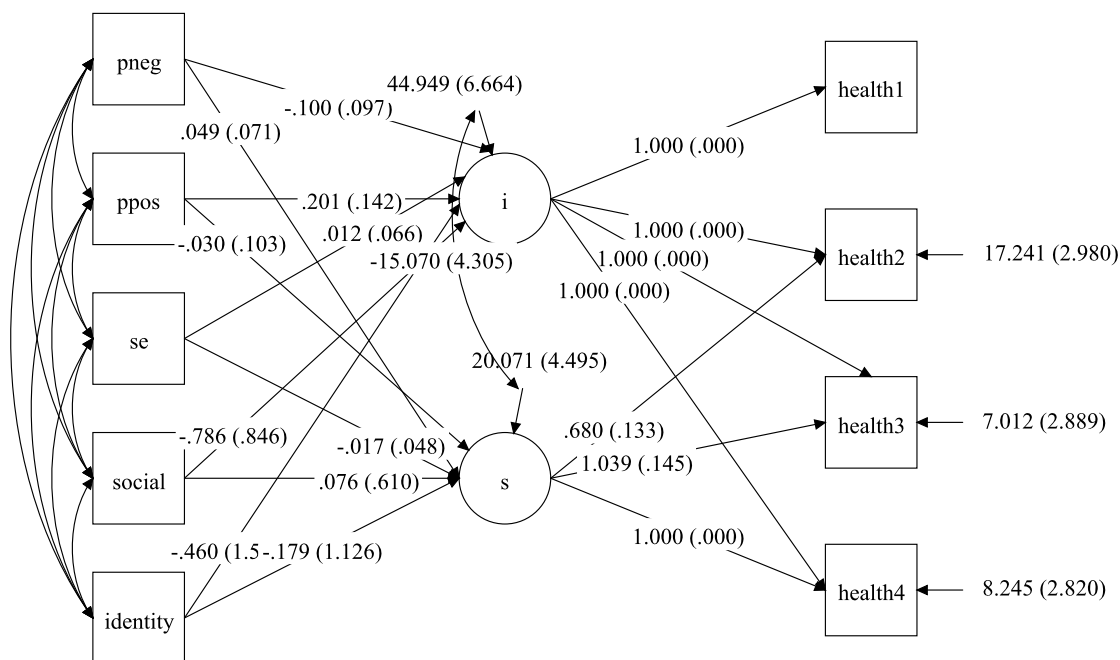 pneg
44.949 (6.664)
health1
-.100 (.097)
.049 (.071)
1.000 (.000)
ppos
.201 (.142)
i
1.000 (.000)
-.030 (.103)
.012 (.066)
health2
17.241 (2.980)
-15.070 (4.305)
1.000 (.000)
1.000 (.000)
se
20.071 (4.495)
health3
7.012 (2.889)
-.786 (.846)
-.017 (.048)
.680 (.133)
1.039 (.145)
social
.076 (.610)
s
1.000 (.000)
-.460 (1.5
-.179 (1.126)
health4
8.245 (2.820)
identity